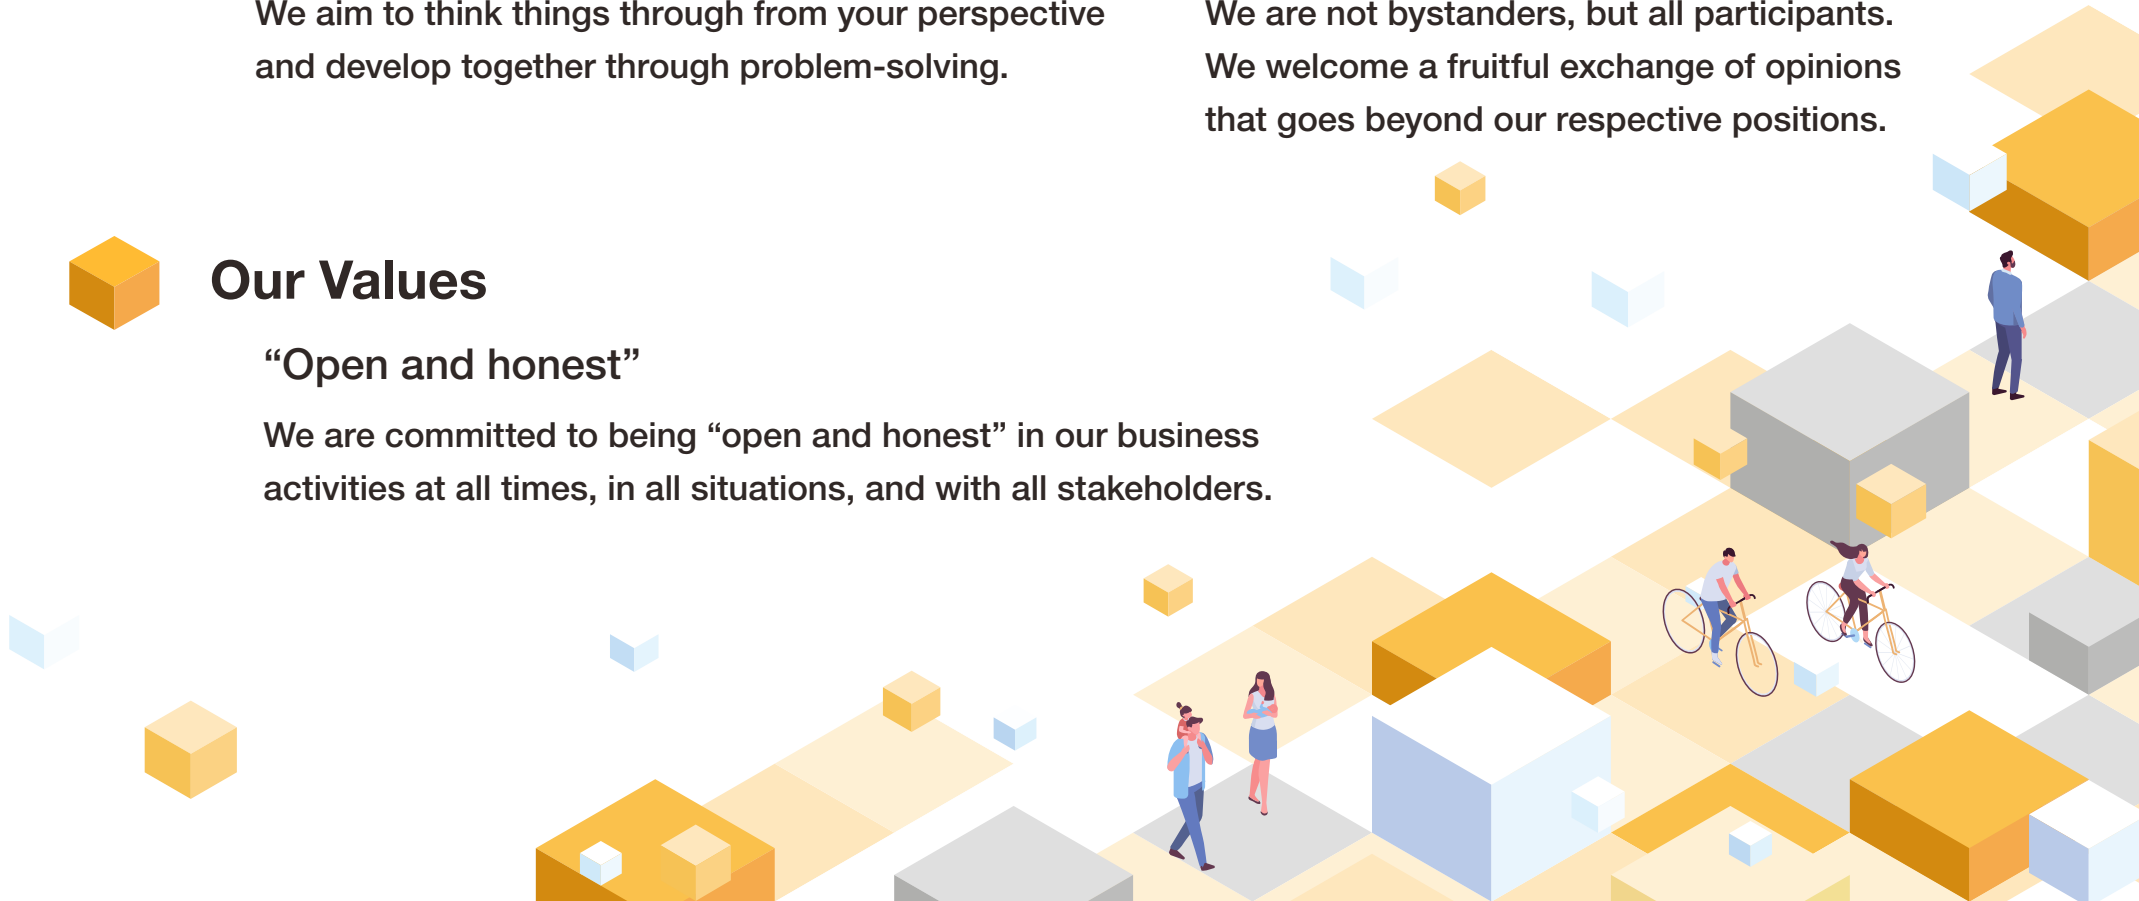 We aim to think things through from your perspective
and develop together through problem-solving.
We are not bystanders, but all participants.
We welcome a fruitful exchange of opinions
that goes beyond our respective positions.
Our Values
“Open and honest”
We are committed to being “open and honest” in our business
activities at all times, in all situations, and with all stakeholders.